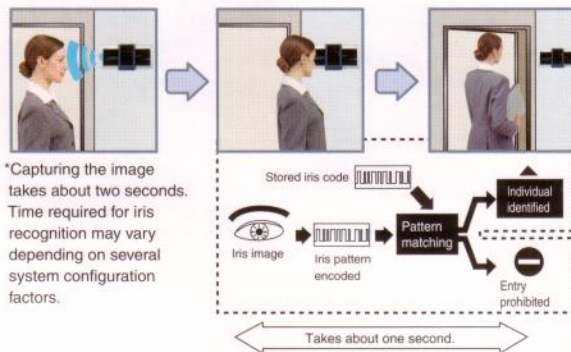 *Capturing the image
takes about two seconds.
Time required for iris
recognition may vary
depending on several
system configuration
factors.
Stored iris code
Iris image
Iris pattern
encoded
Pattern
matching
Individual
identified
Entry
prohibited
Takes about one second.